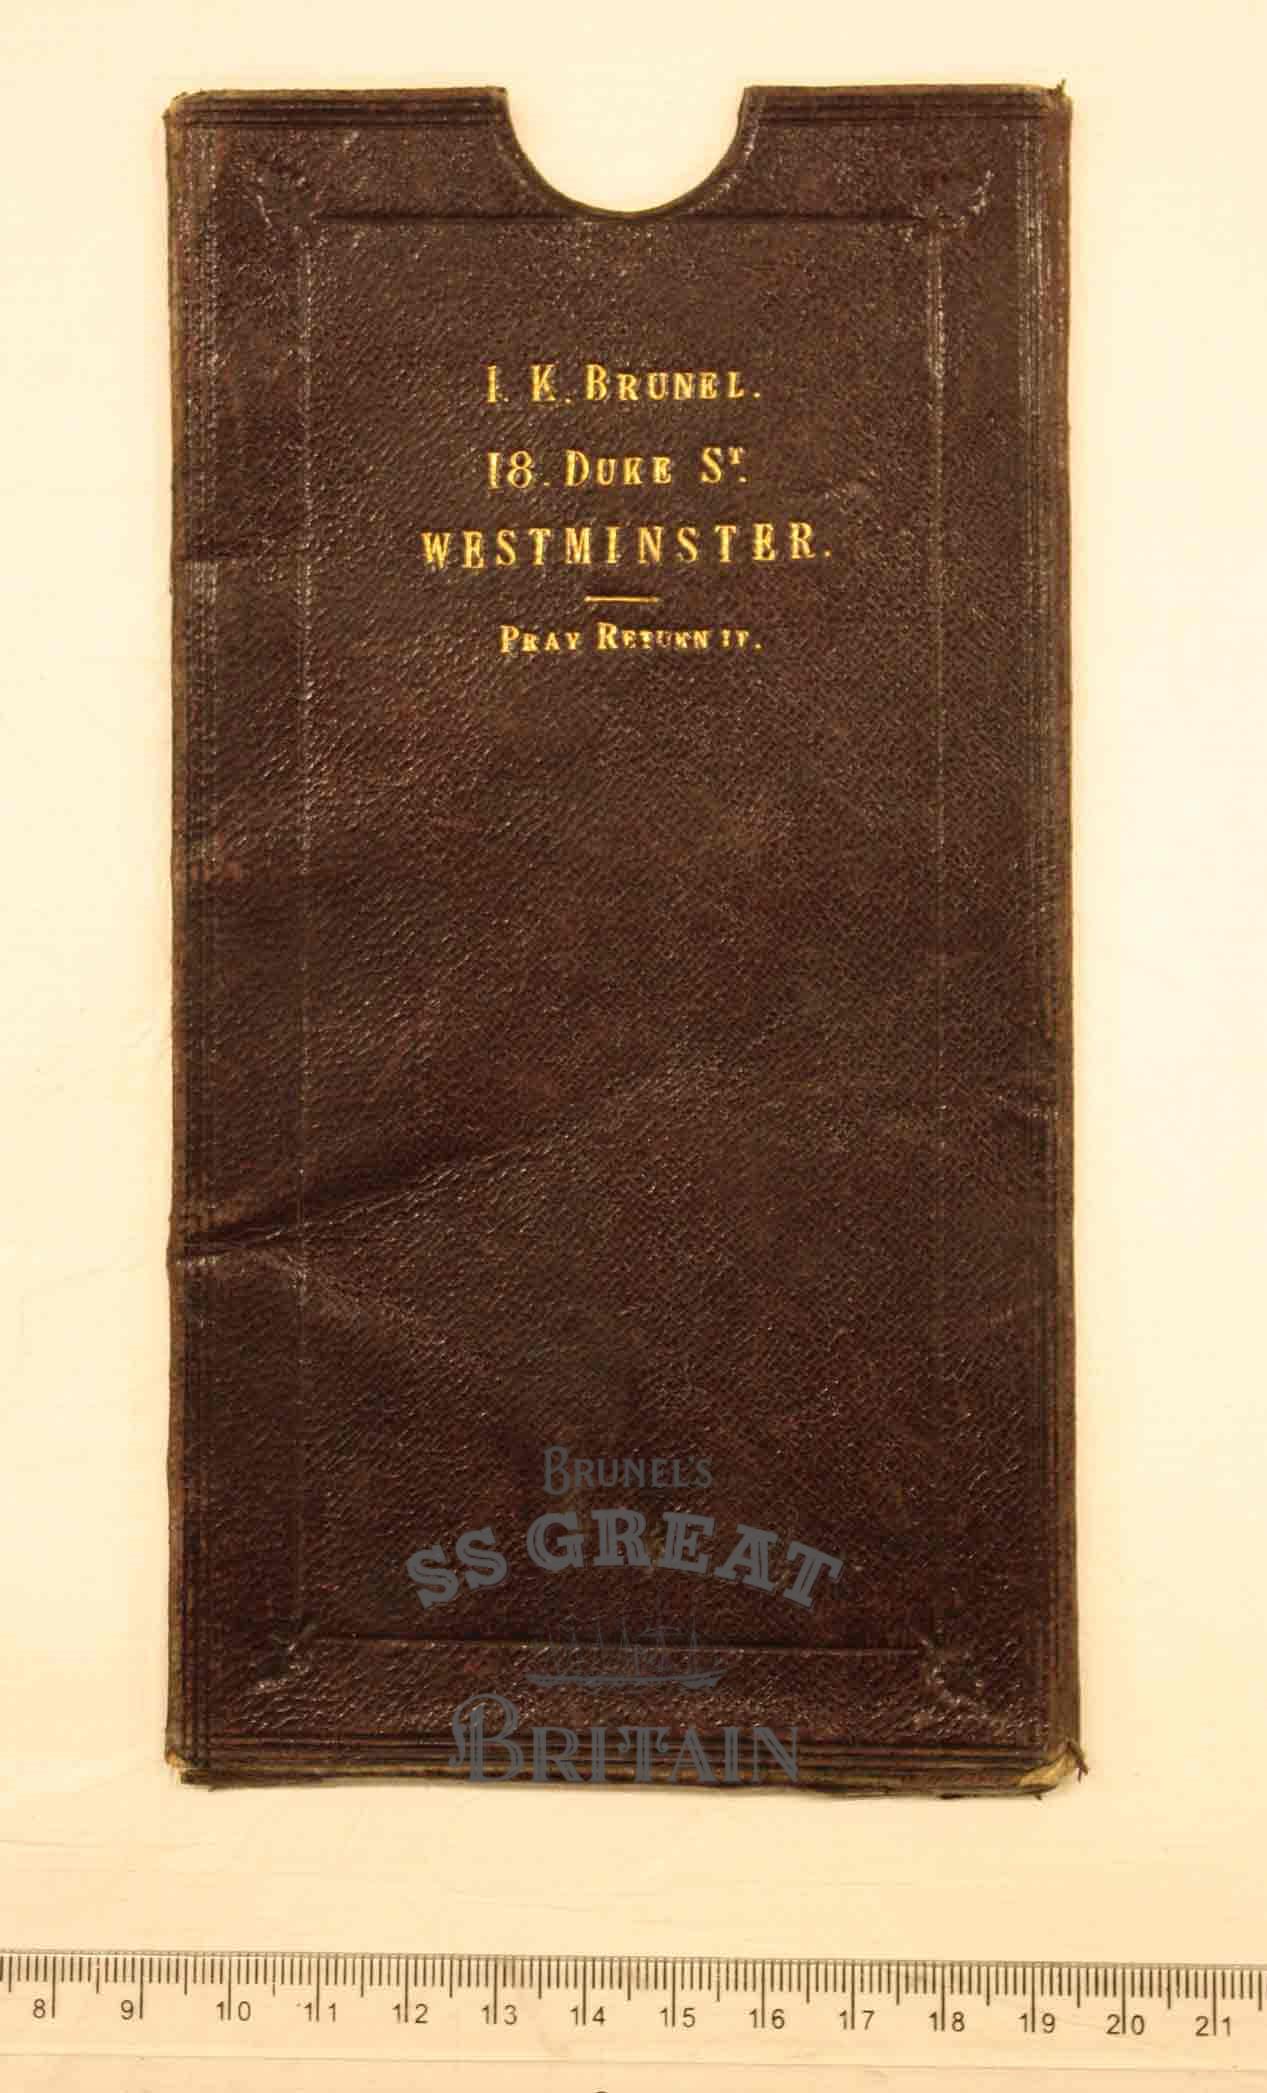 I. K. BRUNEL.
18. DUKE ST.
WESTMINSTER.
PRAY RETURN IT.
BRUNEL'S
SS GREAT
BRITAIN
8 9 10 11 12 13 14 15 16 17 18 19 20 21